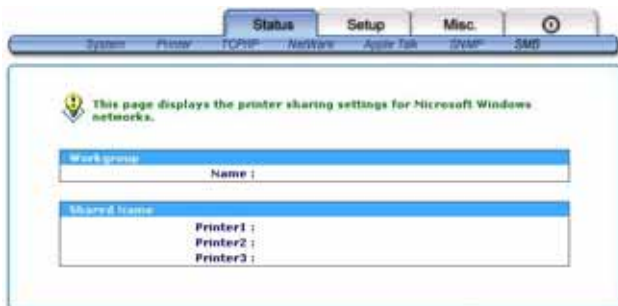 Status Setup Misc.
System Printer TCP/IP NetWare Apple Talk SNMP SMB
This page displays the printer sharing settings for Microsoft Windows
networks.
Workgroup
Name :
Shared Name
Printer1 :
Printer2 :
Printer3 :